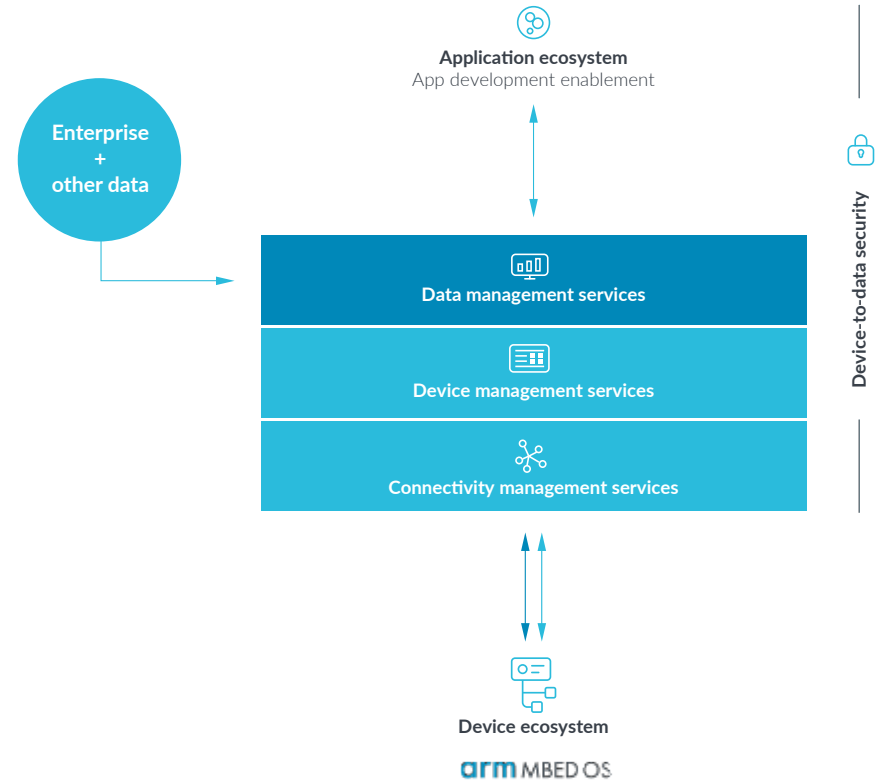 Application ecosystem
App development enablement
Enterprise
+
other data
Data management services
Device management services
Connectivity management services
Device-to-data security
Device ecosystem
arm MBED OS